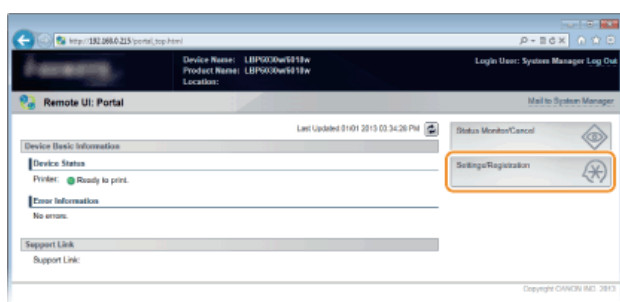 http://192.168.0.215/portal_top.html
Device Name: LBP6030w/6018w
Product Name: LBP6030w/6018w
Location:
Login User: System Manager Log Out
Remote UI: Portal
Mail to System Manager
Last Updated 01/01 2015 03:34:28 PM
Device Basic Information
Device Status
Printer: Ready to print.
Error Information
No errors.
Support Link
Support Link:
Status Monitor/Cancel
Settings/Registration
Copyright CANON INC. 2013